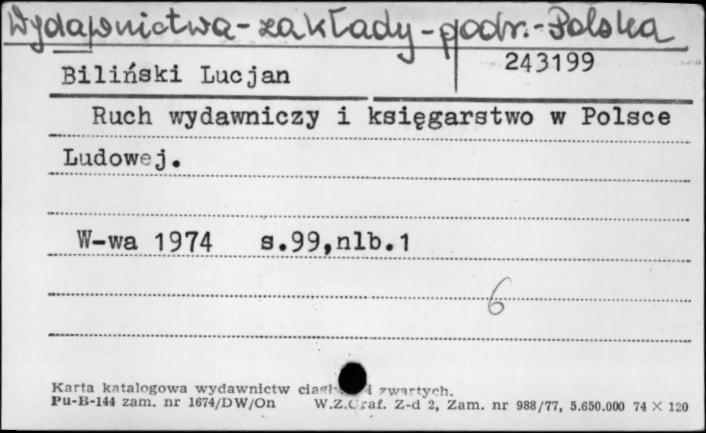 Wydawnictwa - zakłady - podr. - Polska
243199
Biliński Lucjan
Ruch wydawniczy i księgarstwo w Polsce
Ludowej.
W-wa 1974 s.99,nlb.1
6
Karta katalogowa wydawnictw i zwartych.
Pu-B-144 zam. nr 1674/DW/On W.Z.Graf. Z-d 2, Zam. nr 988/77, 5.650.000 74 × 120